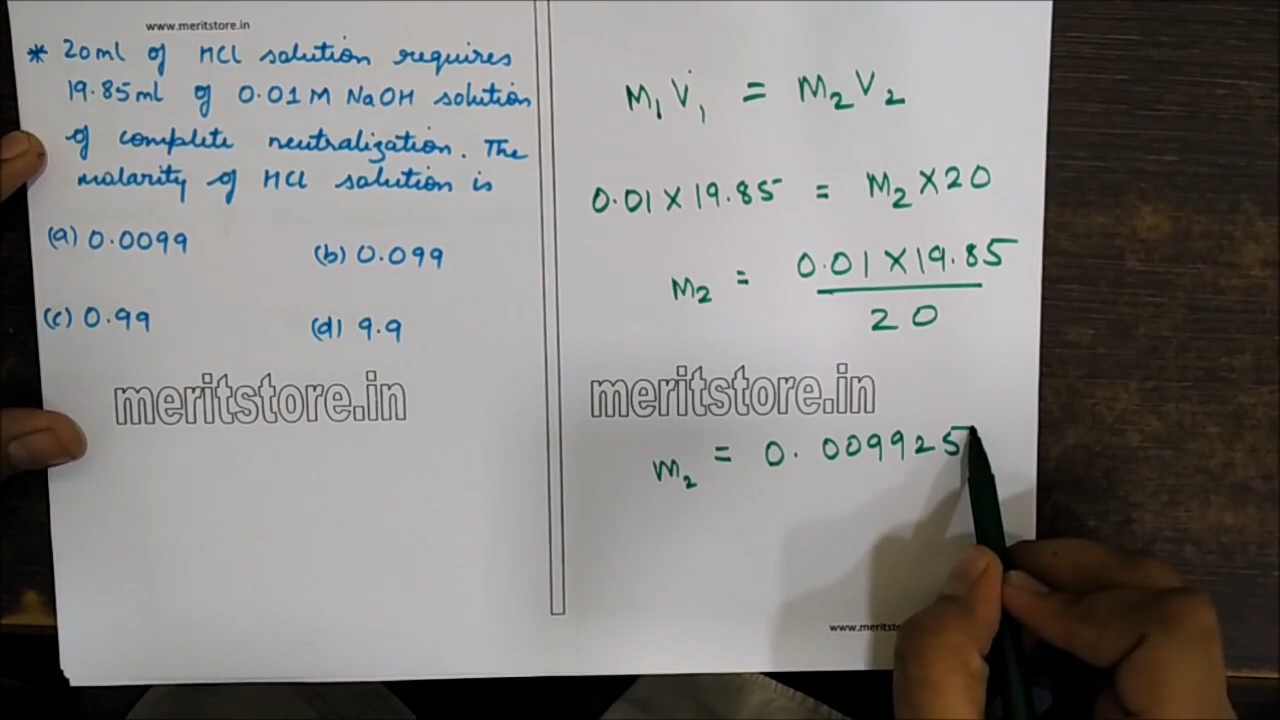 www.meritstore.in
* 20ml of HCl solution requires
19.85ml of 0.01M NaOH solution
of complete neutralization. The
molarity of HCl solution is
(a) 0.0099 (b) 0.099
(c) 0.99 (d) 9.9
meritstore.in
M₁V₁ = M₂V₂
0.01 × 19.85 = M₂ × 20
M₂ = 0.01 × 19.85
20
meritstore.in
M₂ = 0.009925
www.meritsto